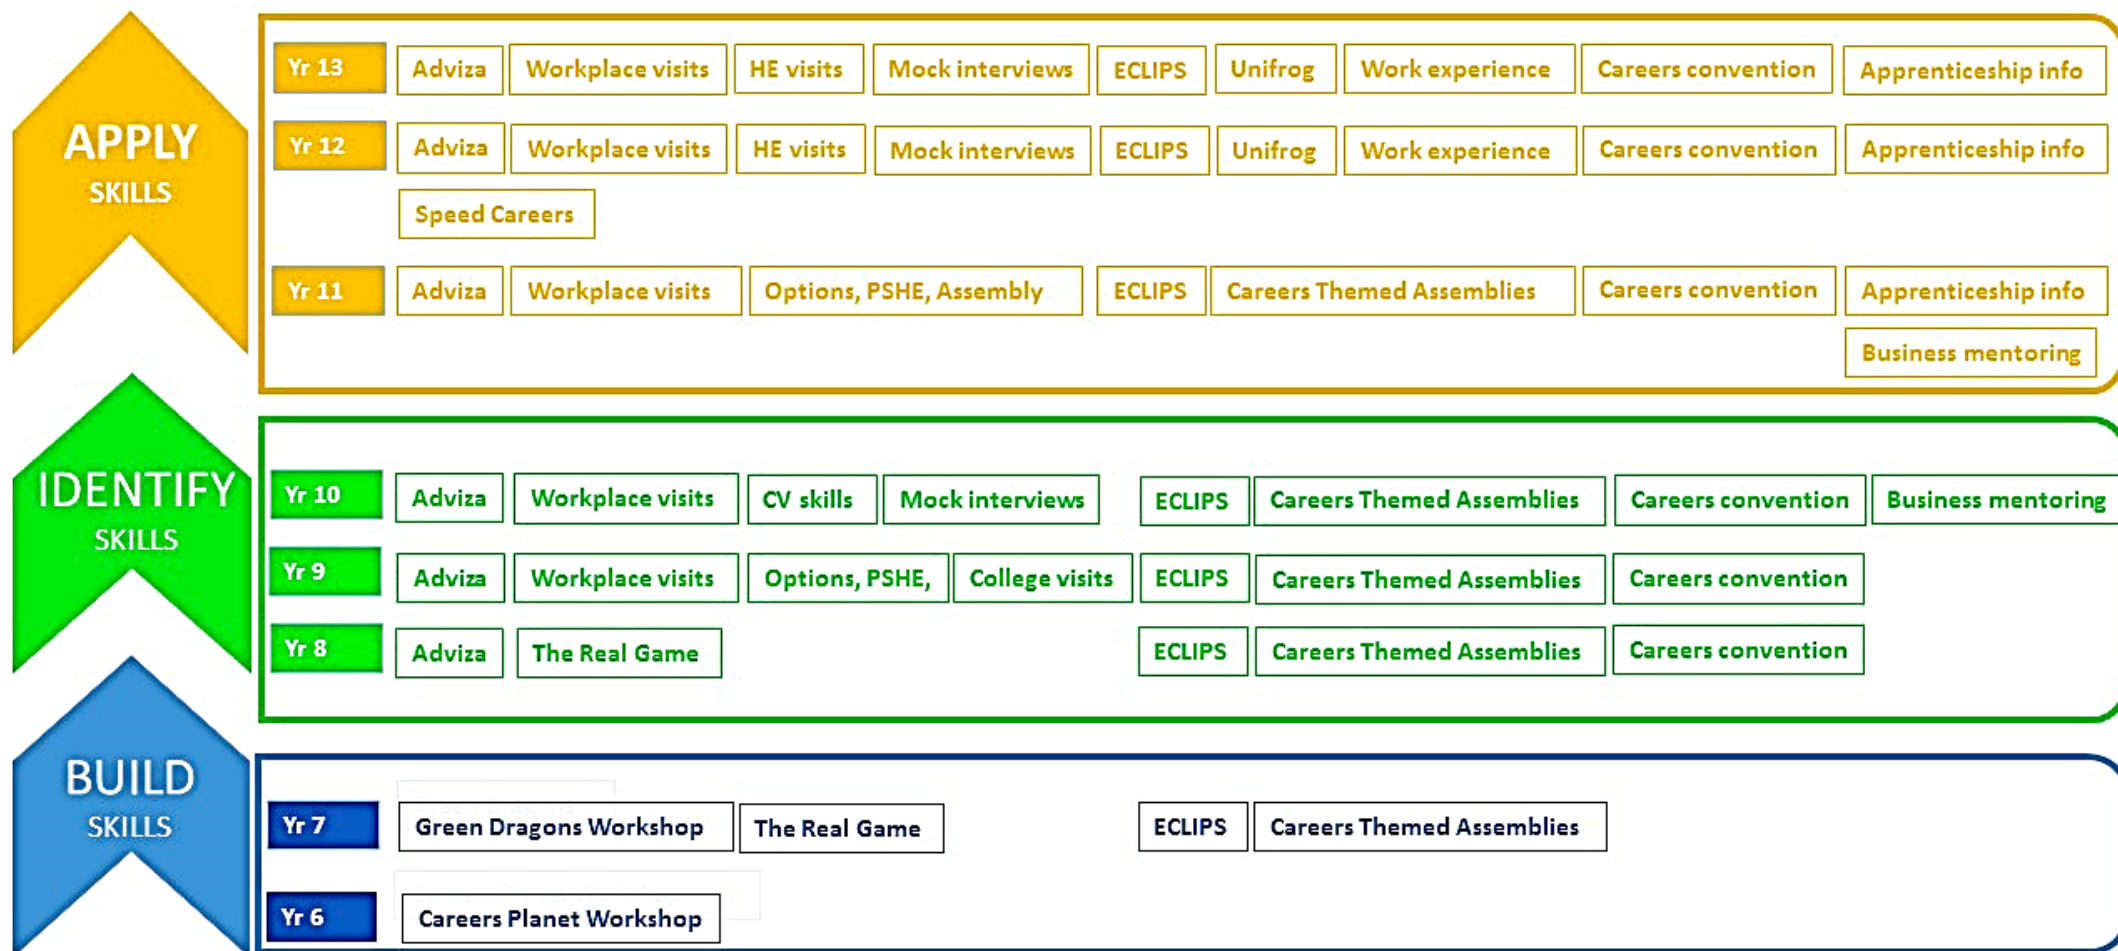 APPLY
SKILLS
Yr 13 Adviza Workplace visits HE visits Mock interviews ECLIPS Unifrog Work experience Careers convention Apprenticeship info
Yr 12 Adviza Workplace visits HE visits Mock interviews ECLIPS Unifrog Work experience Careers convention Apprenticeship info
Speed Careers
Yr 11 Adviza Workplace visits Options, PSHE, Assembly ECLIPS Careers Themed Assemblies Careers convention Apprenticeship info
Business mentoring
IDENTIFY
SKILLS
Yr 10 Adviza Workplace visits CV skills Mock interviews ECLIPS Careers Themed Assemblies Careers convention Business mentoring
Yr 9 Adviza Workplace visits Options, PSHE, College visits ECLIPS Careers Themed Assemblies Careers convention
Yr 8 Adviza The Real Game ECLIPS Careers Themed Assemblies Careers convention
BUILD
SKILLS
Yr 7 Green Dragons Workshop The Real Game ECLIPS Careers Themed Assemblies
Yr 6 Careers Planet Workshop